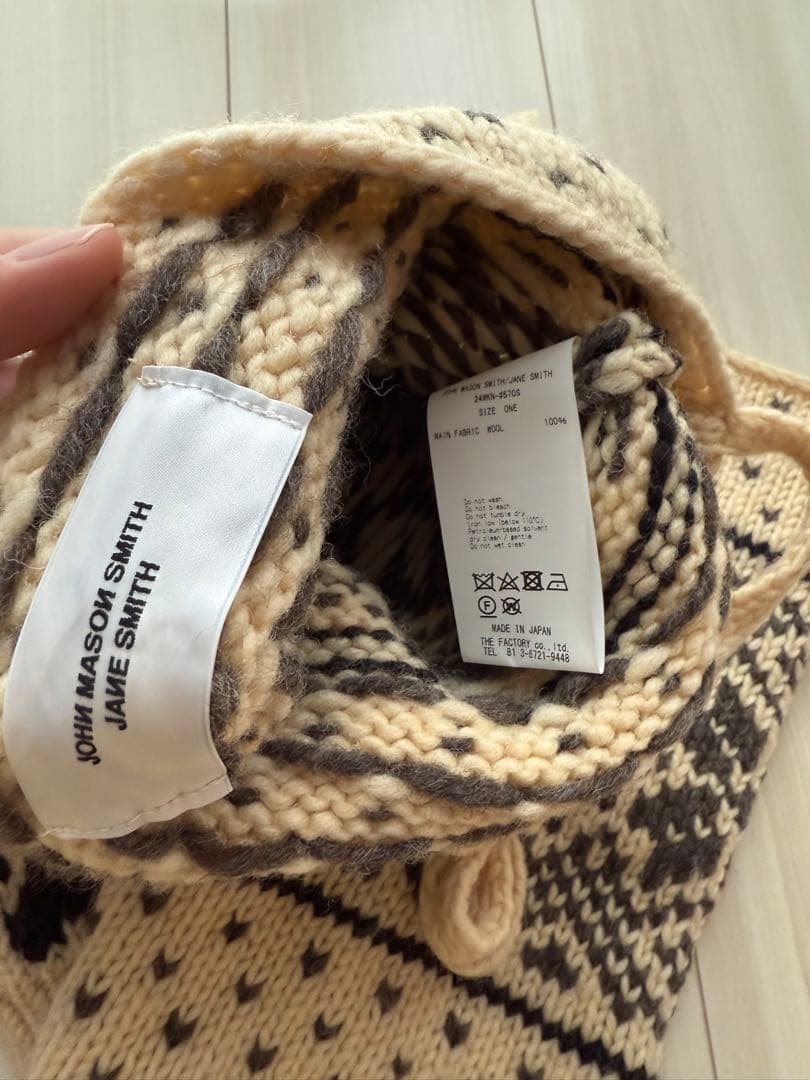 JOHN MASON SMITH
JANE SMITH
JOHN MASON SMITH/JANE SMITH
24WKN-#570S
SIZE ONE
MAIN FABRIC WOOL 100%
Do not wash
Do not bleach
Do not tumble dry
Iron low (below 110℃)
Petroleum-based solvent
dry clean / gentle
Do not wet clean
F W
MADE IN JAPAN
THE FACTORY co.,ltd.
TEL 81 3-6721-9448